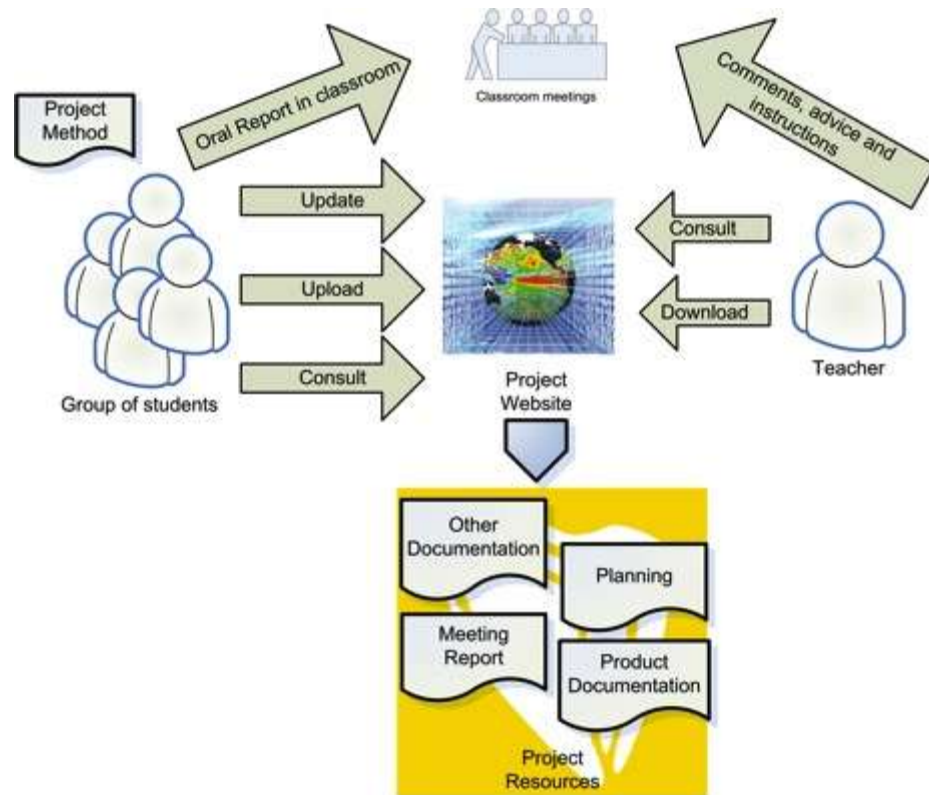 Classroom meetings
Project
Method
Oral Report in classroom
Comments, advice and
instructions
Update
Upload
Consult
Consult
Download
Group of students
Teacher
Project
Website
Other
Documentation
Planning
Meeting
Report
Product
Documentation
Project
Resources